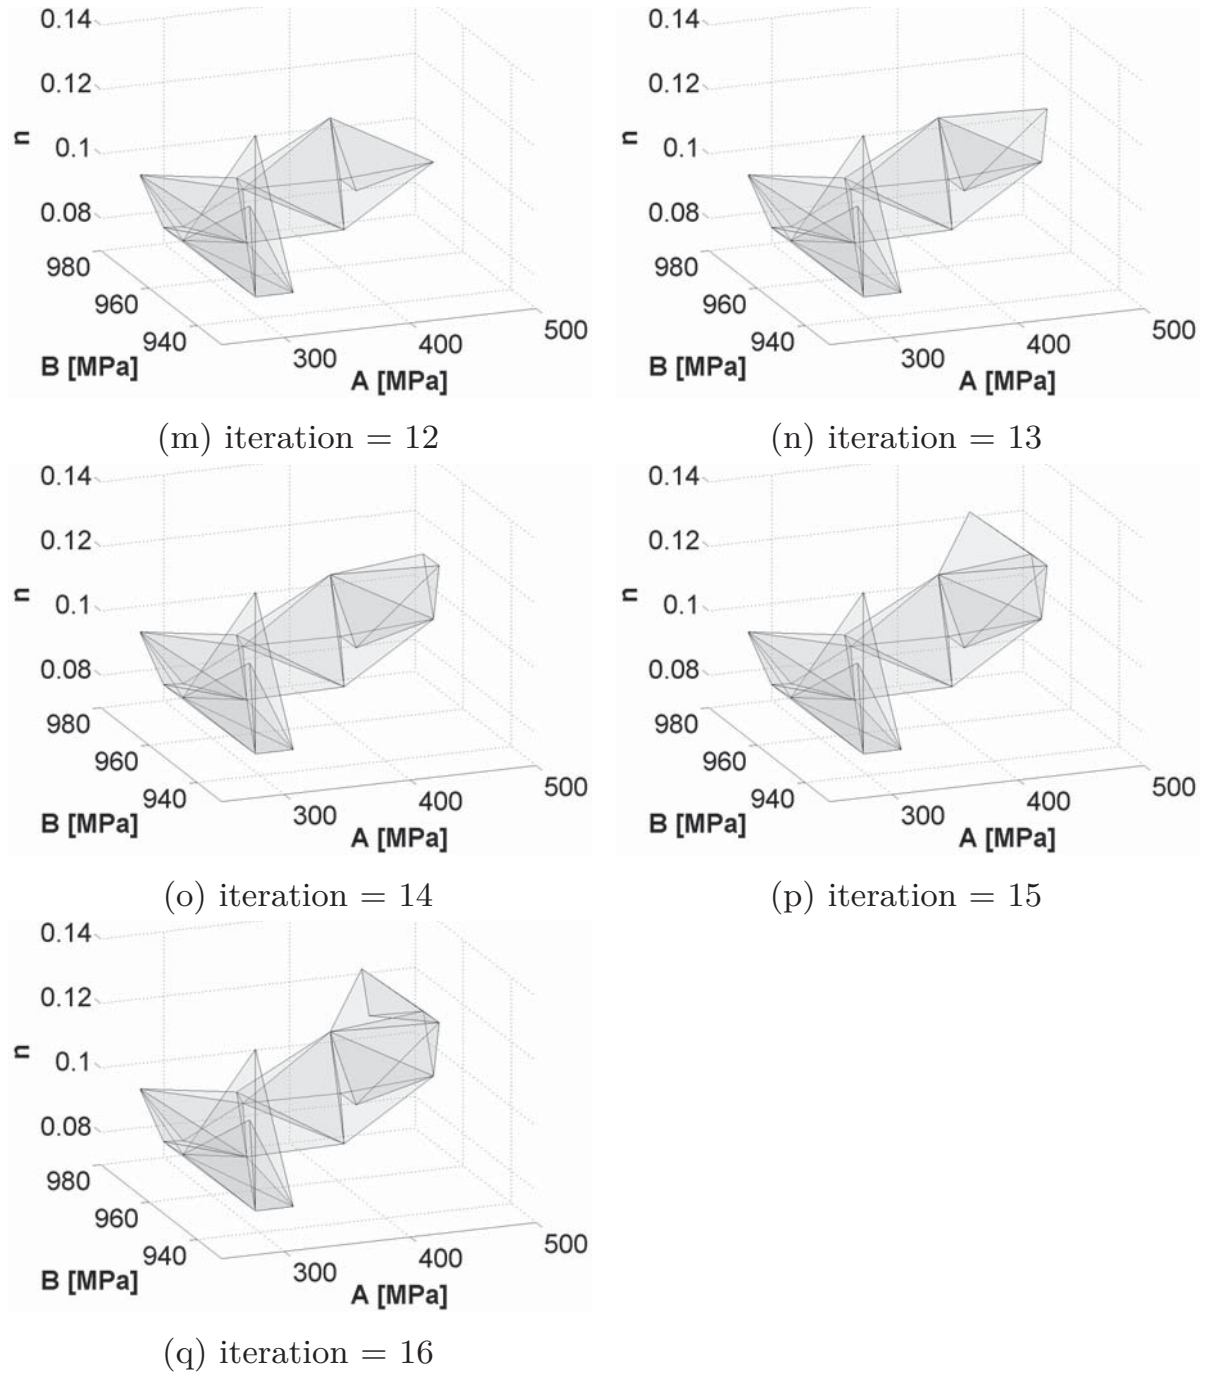 0.14
0.12
n
0.1
0.08
980
960
940
B [MPa]
300
400
500
A [MPa]
(m) iteration = 12
0.14
0.12
n
0.1
0.08
980
960
940
B [MPa]
300
400
500
A [MPa]
(n) iteration = 13
0.14
0.12
n
0.1
0.08
980
960
940
B [MPa]
300
400
500
A [MPa]
(o) iteration = 14
0.14
0.12
n
0.1
0.08
980
960
940
B [MPa]
300
400
500
A [MPa]
(p) iteration = 15
0.14
0.12
n
0.1
0.08
980
960
940
B [MPa]
300
400
500
A [MPa]
(q) iteration = 16